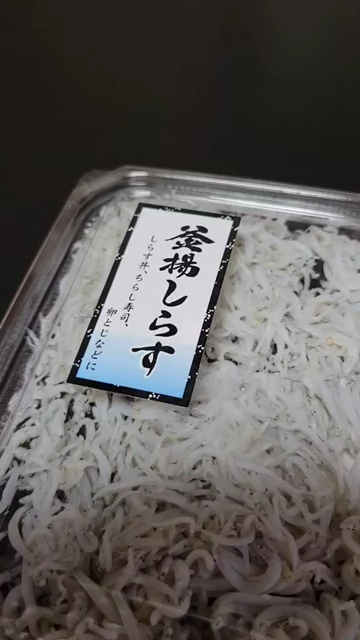 釜揚しらす
しらす丼、ちらし寿司、
卵とじなどに